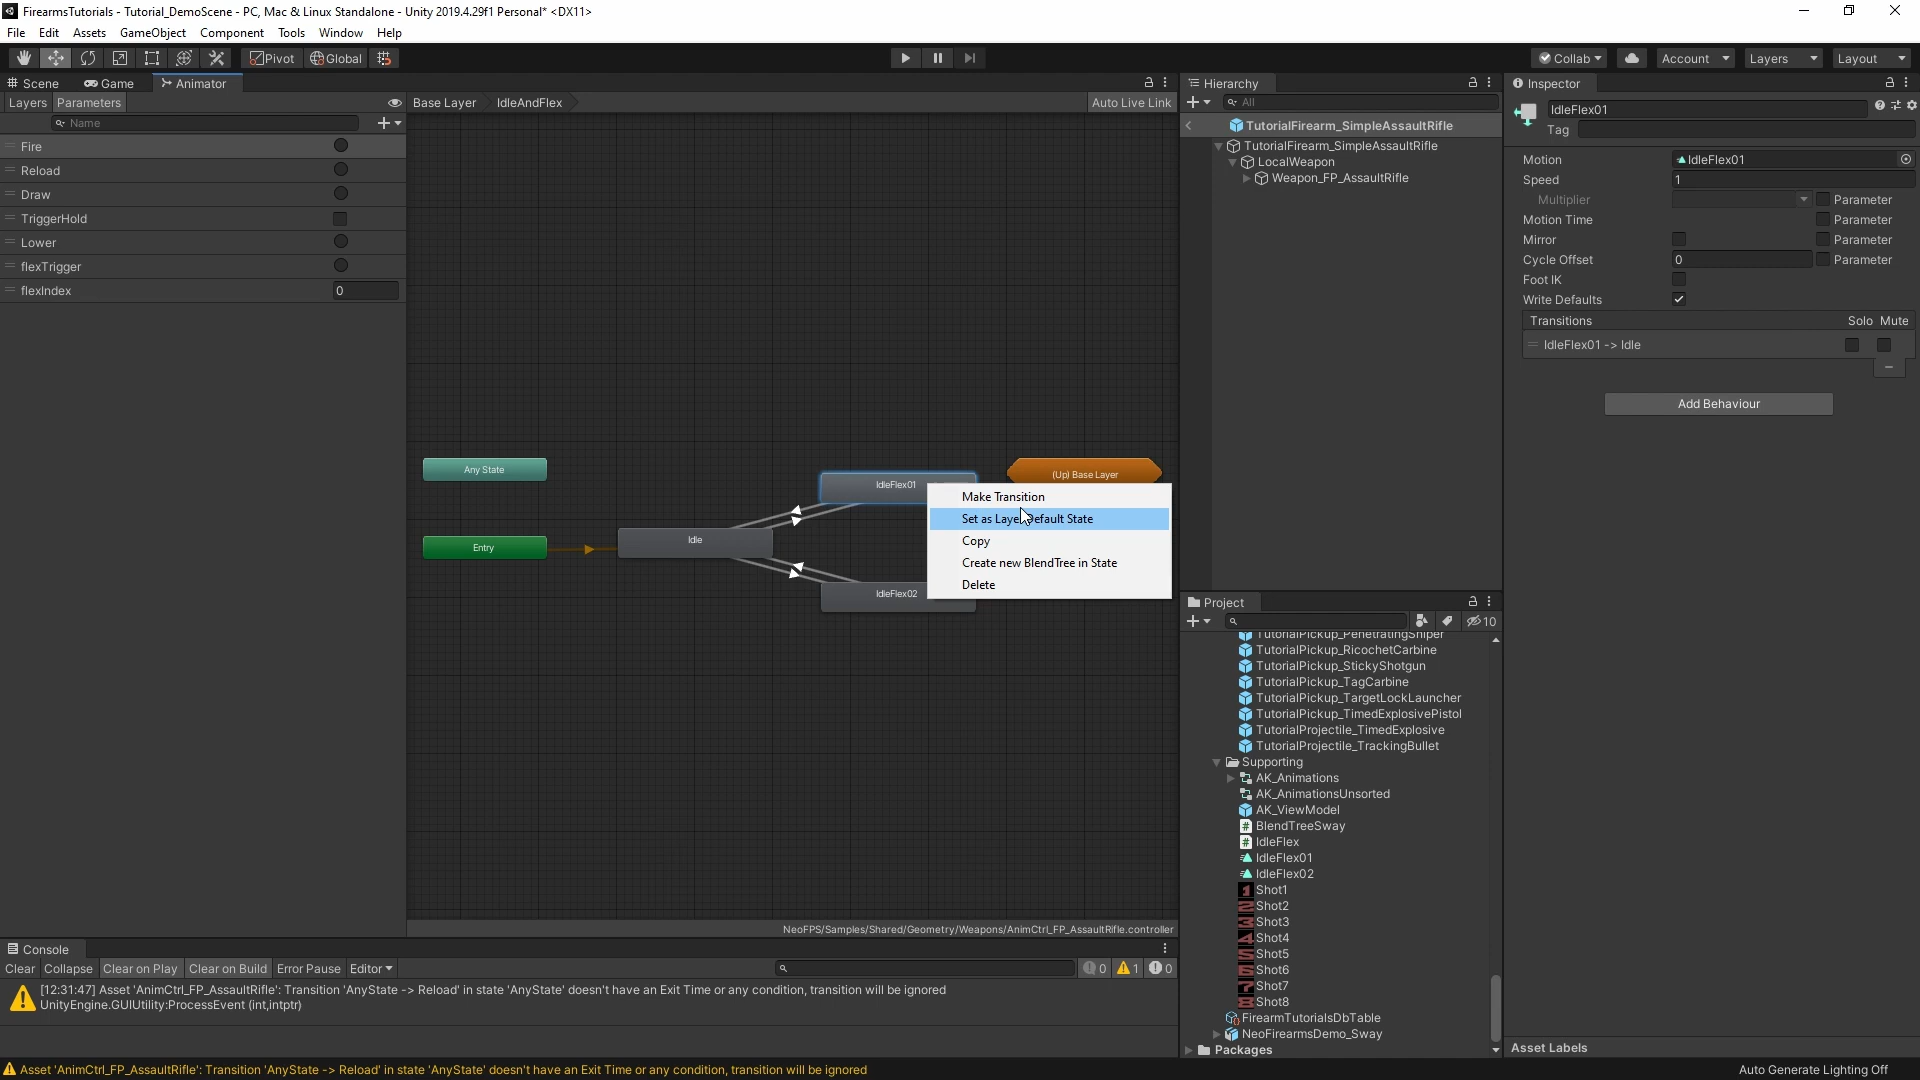 FirearmsTutorials - Tutorial_DemoScene - PC, Mac & Linux Standalone - Unity 2019.4.29f1 Personal* <DX11>
File Edit Assets GameObject Component Tools Window Help
Pivot Global Collab Account Layers Layout
Scene Game Animator
Layers Parameters
Base Layer IdleAndFlex Auto Live Link
Name
Fire
Reload
Draw
TriggerHold
Lower
flexTrigger
flexIndex 0
Any State
Entry
Idle
IdleFlex01
IdleFlex02
(Up) Base Layer
Make Transition
Set as Layer Default State
Copy
Create new BlendTree in State
Delete
NeoFPS/Samples/Shared/Geometry/Weapons/AnimCtrl_FP_AssaultRifle.controller
Console
Clear Collapse Clear on Play Clear on Build Error Pause Editor 0 1 0
[12:31:47] Asset 'AnimCtrl_FP_AssaultRifle': Transition 'AnyState -> Reload' in state 'AnyState' doesn't have an Exit Time or any condition, transition will be ignored
UnityEngine.GUIUtility:ProcessEvent (int,intptr)
Asset 'AnimCtrl_FP_AssaultRifle': Transition 'AnyState -> Reload' in state 'AnyState' doesn't have an Exit Time or any condition, transition will be ignored
Hierarchy
All
TutorialFirearm_SimpleAssaultRifle
TutorialFirearm_SimpleAssaultRifle
LocalWeapon
Weapon_FP_AssaultRifle
Project
10
TutorialPickup_PenetratingSniper
TutorialPickup_RicochetCarbine
TutorialPickup_StickyShotgun
TutorialPickup_TagCarbine
TutorialPickup_TargetLockLauncher
TutorialPickup_TimedExplosivePistol
TutorialProjectile_TimedExplosive
TutorialProjectile_TrackingBullet
Supporting
AK_Animations
AK_AnimationsUnsorted
AK_ViewModel
BlendTreeSway
IdleFlex
IdleFlex01
IdleFlex02
Shot1
Shot2
Shot3
Shot4
Shot5
Shot6
Shot7
Shot8
FirearmTutorialsDbTable
NeoFirearmsDemo_Sway
Packages
Inspector
IdleFlex01
Tag
Motion IdleFlex01
Speed 1
Multiplier Parameter
Motion Time Parameter
Mirror Parameter
Cycle Offset 0 Parameter
Foot IK
Write Defaults
Transitions Solo Mute
IdleFlex01 -> Idle
Add Behaviour
Asset Labels
Auto Generate Lighting Off